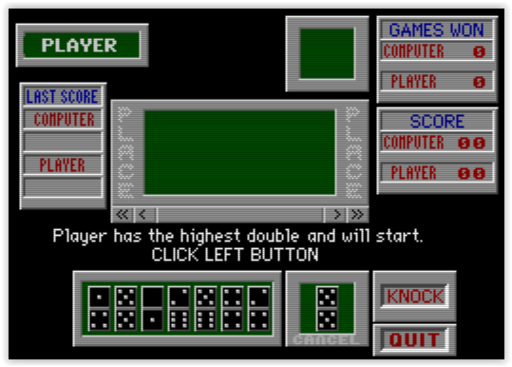 PLAYER
GAMES WON
COMPUTER 0
PLAYER 0
LAST SCORE
COMPUTER
PLAYER
PLACE
PLACE
SCORE
COMPUTER 00
PLAYER 00
<< < > >>
Player has the highest double and will start.
CLICK LEFT BUTTON
KNOCK
CANCEL
QUIT